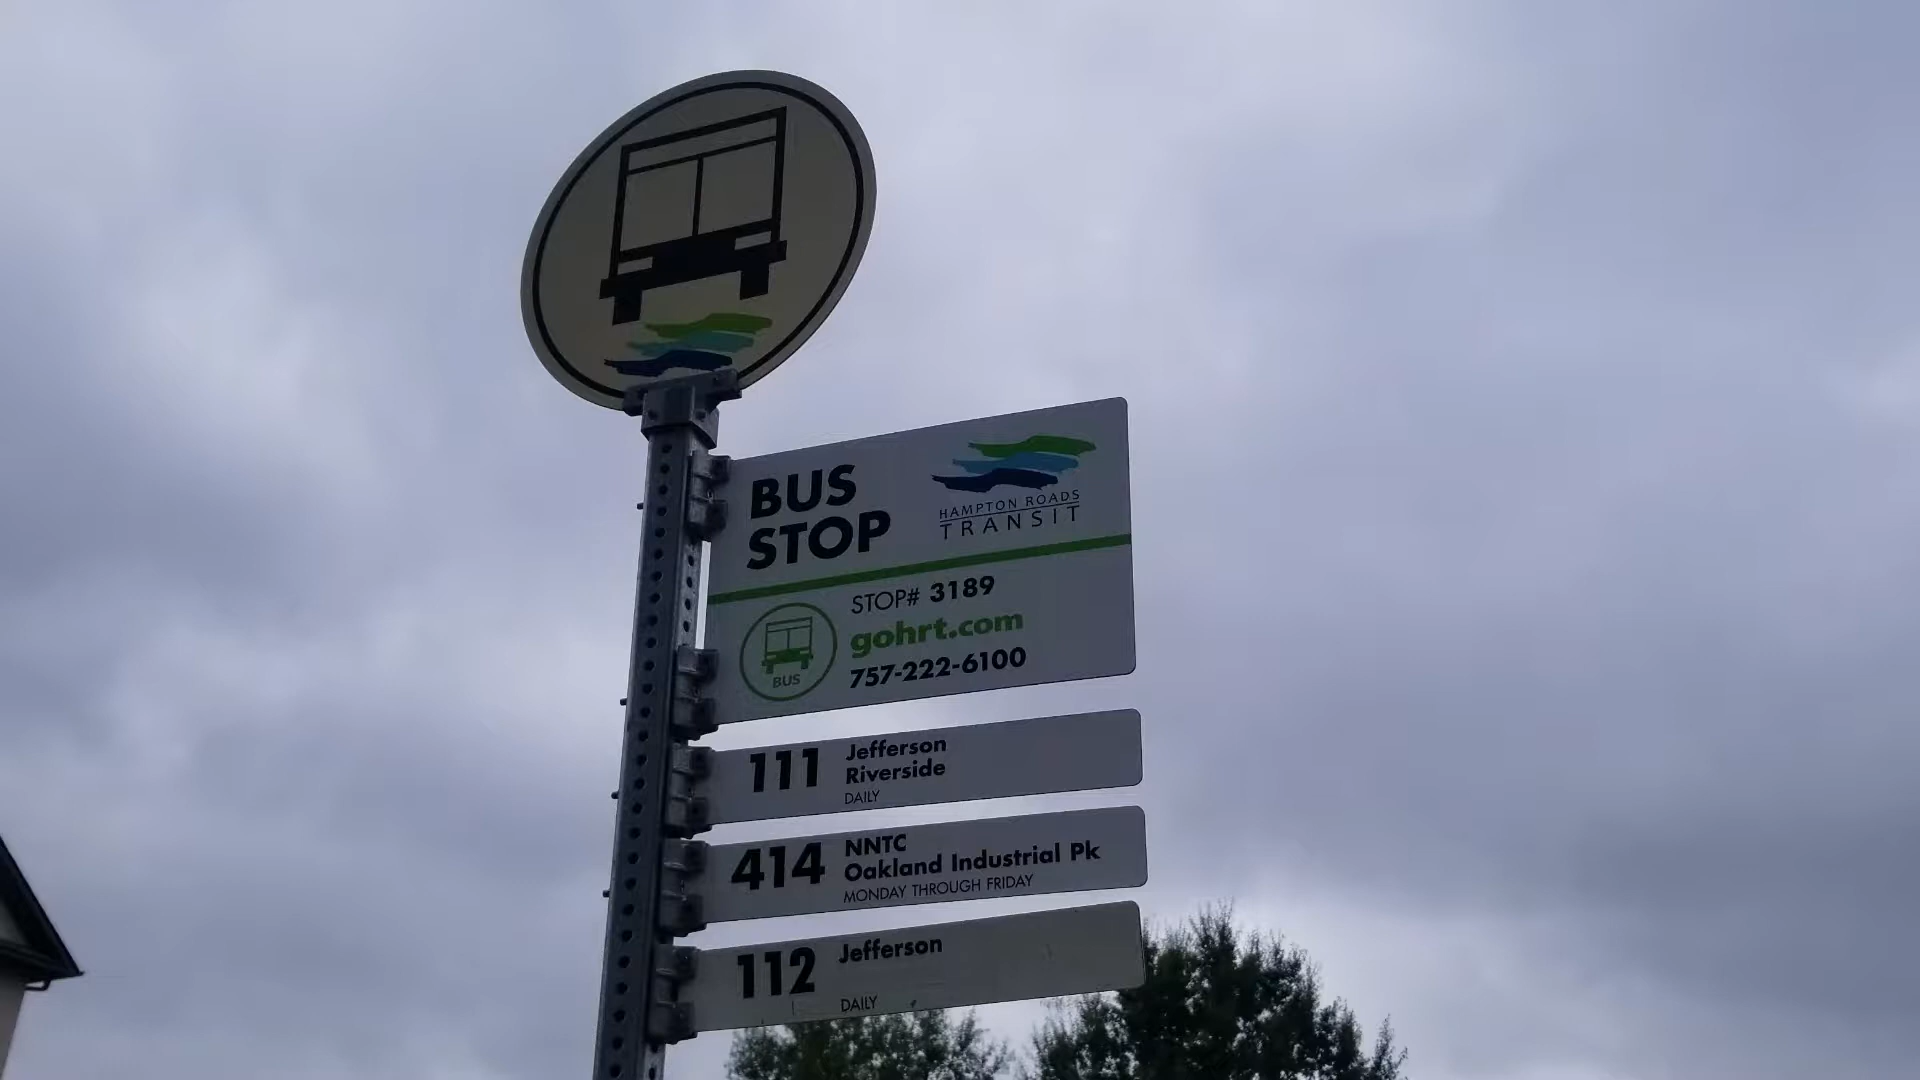 BUS
STOP
HAMPTON ROADS
TRANSIT
STOP# 3189
gohrt.com
757-222-6100
BUS
111 Jefferson
Riverside
DAILY
414 NNTC
Oakland Industrial Pk
MONDAY THROUGH FRIDAY
112 Jefferson
DAILY